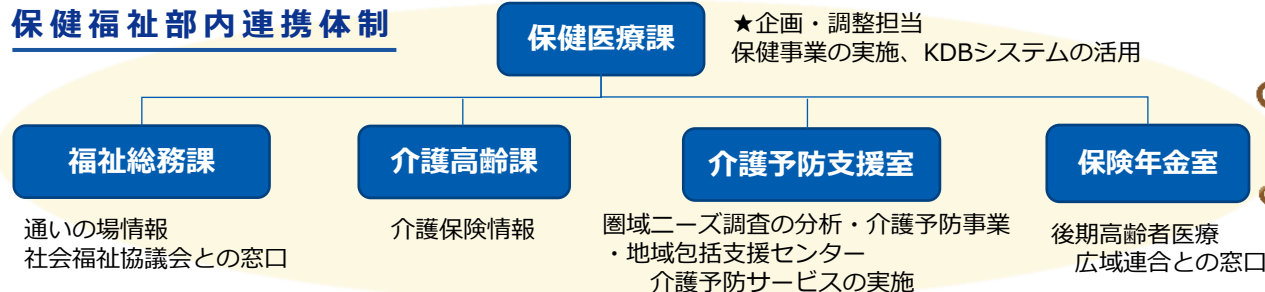 保健福祉部内連携体制
保健医療課
★企画・調整担当
保健事業の実施、KDBシステムの活用
福祉総務課
介護高齢課
介護予防支援室
保険年金室
通いの場情報
社会福祉協議会との窓口
介護保険情報
圏域ニーズ調査の分析・介護予防事業
・地域包括支援センター
介護予防サービスの実施
後期高齢者医療
広域連合との窓口